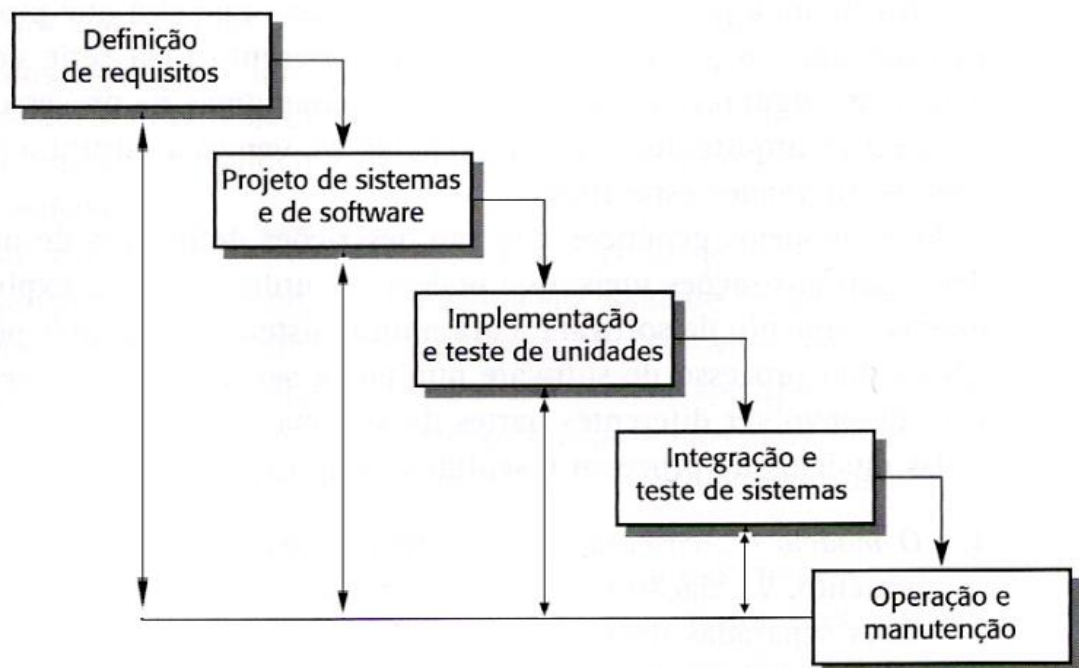 Definição
de requisitos
Projeto de sistemas
e de software
Implementação
e teste de unidades
Integração e
teste de sistemas
Operação e
manutenção